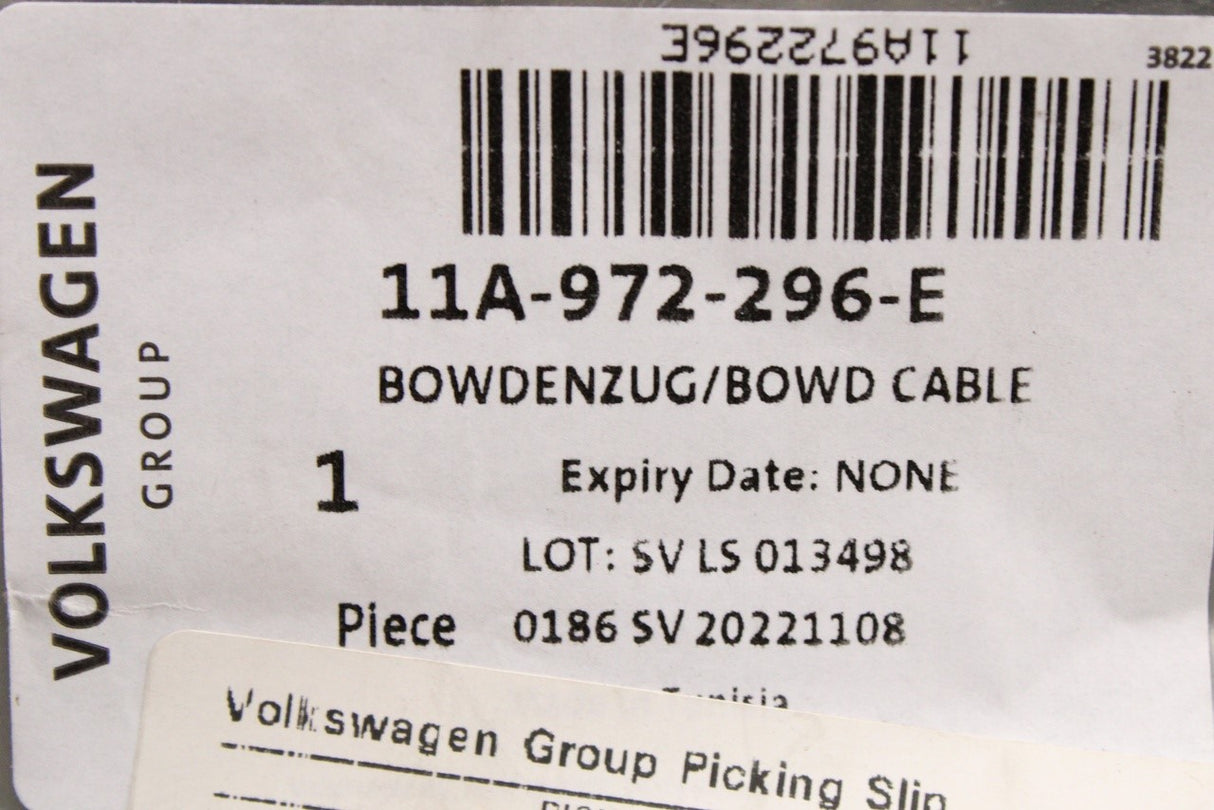 11A972296E
3822
VOLKSWAGEN
GROUP
11A-972-296-E
BOWDENZUG/BOWD CABLE
1
Expiry Date: NONE
LOT: SV LS 013498
Piece
0186 SV 20221108
Tunisia
Volkswagen Group Picking Slip